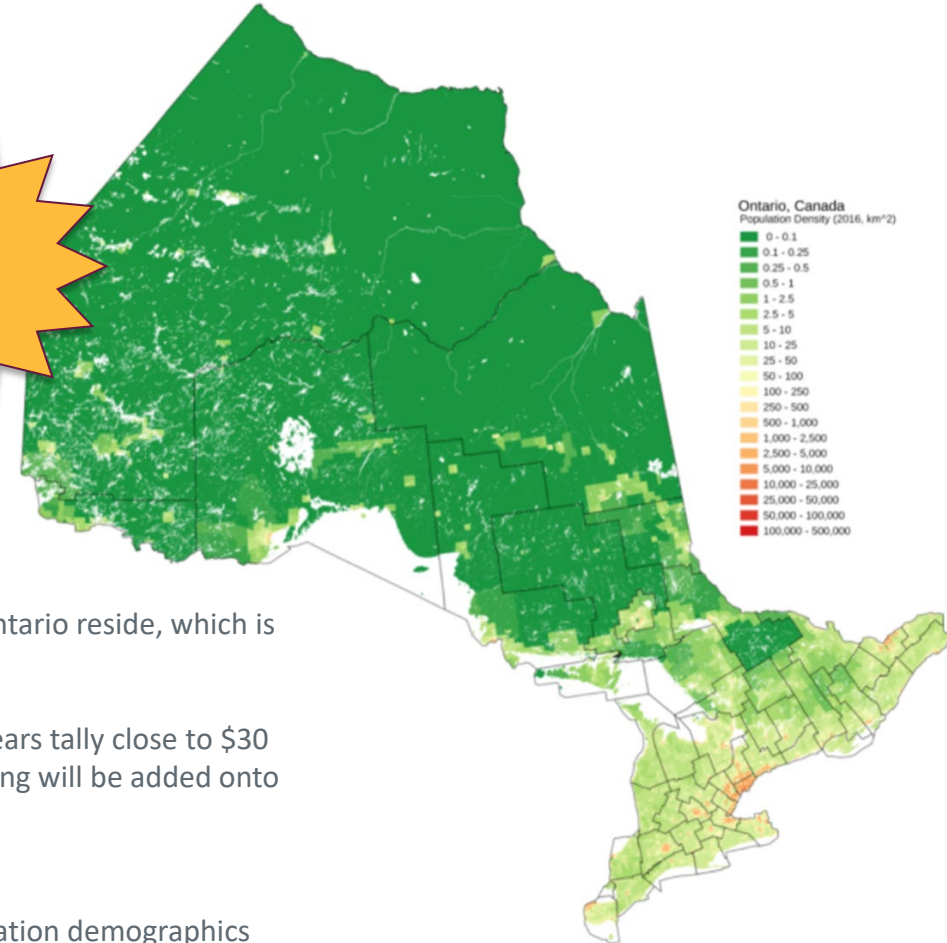 Ontario, Canada
Population Density (2016, km^2)
0 - 0.1
0.1 - 0.25
0.25 - 0.5
0.5 - 1
1 - 2.5
2.5 - 5
5 - 10
10 - 25
25 - 50
50 - 100
100 - 250
250 - 500
500 - 1,000
1,000 - 2,500
2,500 - 5,000
5,000 - 10,000
10,000 - 25,000
25,000 - 50,000
50,000 - 100,000
100,000 - 500,000
reside, which is
tally close to $30
will be added onto
demographics